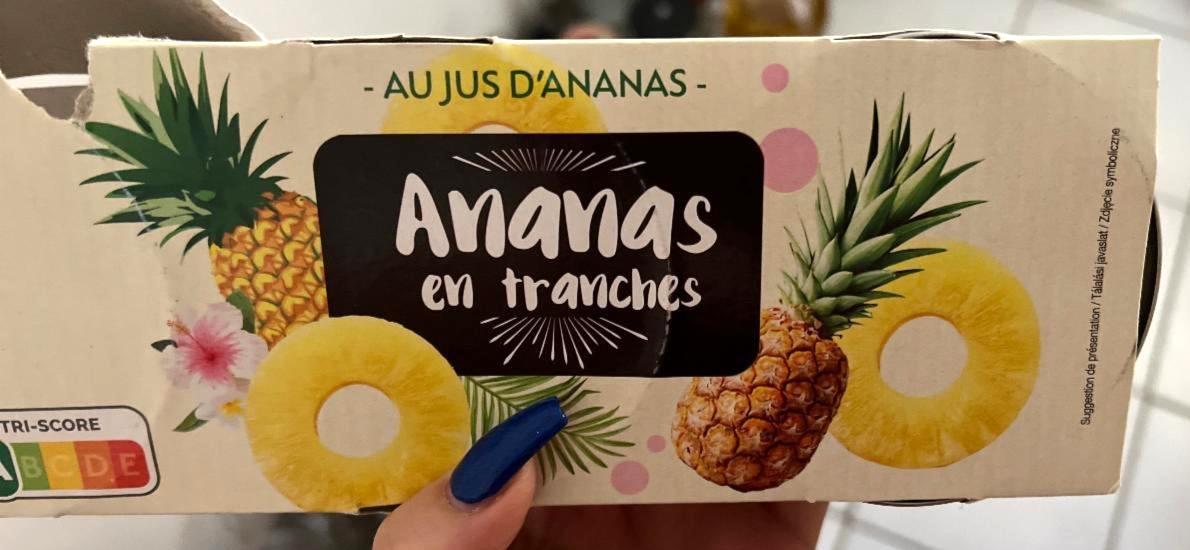 - AU JUS D'ANANAS -
Ananas
en tranches
TRI-SCORE
A B C D E
Suggestion de présentation / Tálalási javaslat / Zdjęcie symboliczne